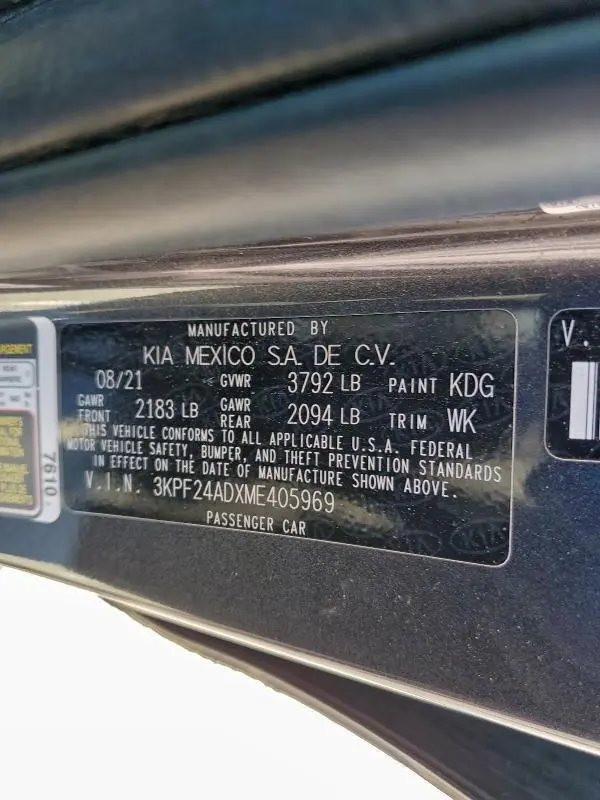 MANUFACTURED BY
KIA MEXICO S.A. DE C.V.
08/21 GVWR 3792 LB PAINT KDG
GAWR FRONT 2183 LB GAWR REAR 2094 LB TRIM WK
THIS VEHICLE CONFORMS TO ALL APPLICABLE U.S.A. FEDERAL
MOTOR VEHICLE SAFETY, BUMPER, AND THEFT PREVENTION STANDARDS
IN EFFECT ON THE DATE OF MANUFACTURE SHOWN ABOVE.
V.I.N. 3KPF24ADXME405969
PASSENGER CAR
7610
V.